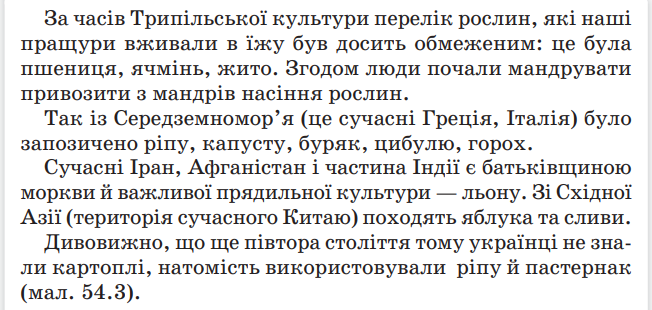 За часів Трипільської культури перелік рослин, які наші
пращури вживали в їжу був досить обмеженим: це була
пшениця, ячмінь, жито. Згодом люди почали мандрувати
привозити з мандрів насіння рослин.
Так із Середземномор’я (це сучасні Греція, Італія) було
запозичено ріпу, капусту, буряк, цибулю, горох.
Сучасні Іран, Афганістан і частина Індії є батьківщиною
моркви й важливої прядильної культури — льону. Зі Східної
Азії (територія сучасного Китаю) походять яблука та сливи.
Дивовижно, що ще півтора століття тому українці не зна-
ли картоплі, натомість використовували ріпу й пастернак
(мал. 54.3).